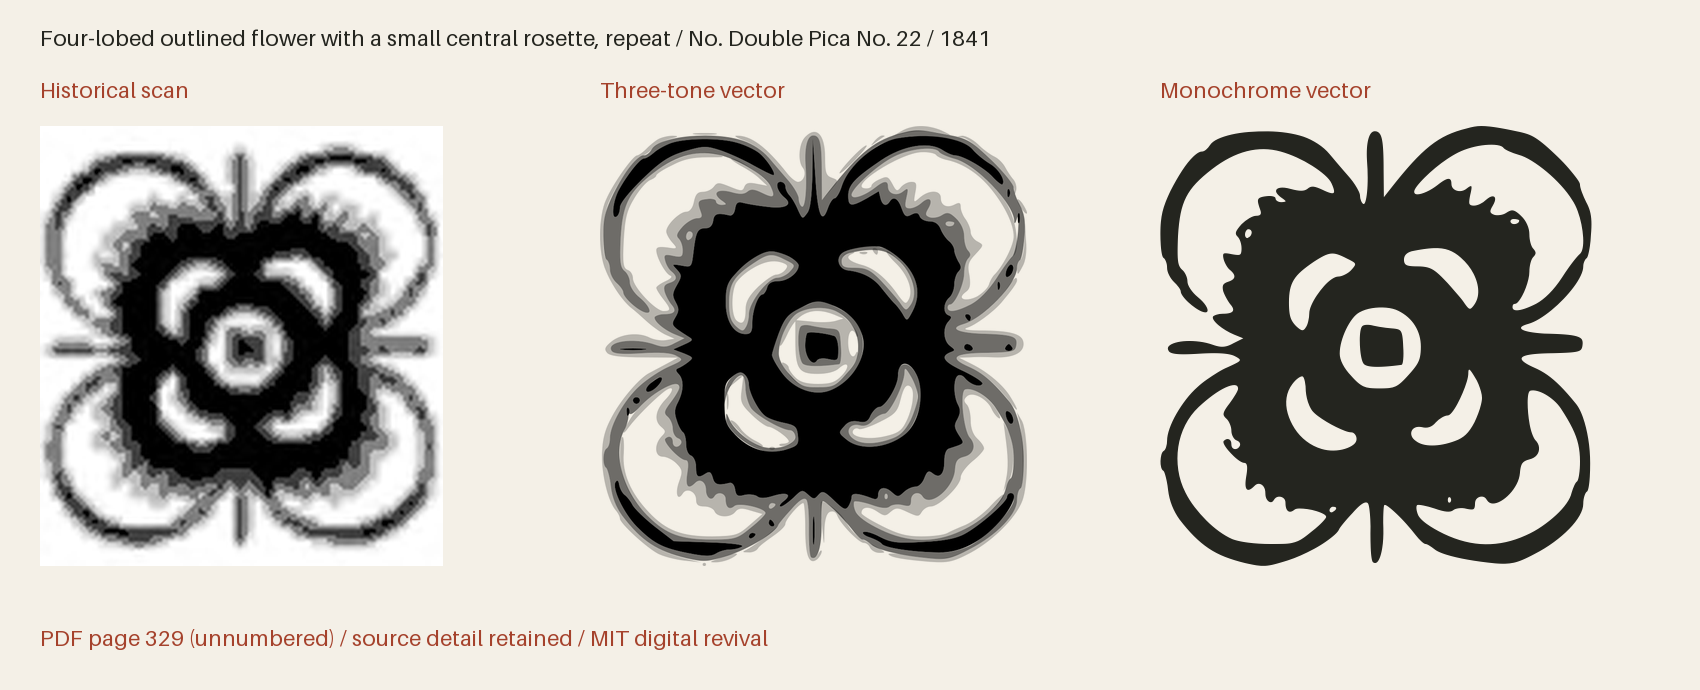 Four-lobed outlined flower with a small central rosette, repeat / No. Double Pica No. 22 / 1841
Historical scan
Three-tone vector
Monochrome vector
PDF page 329 (unnumbered) / source detail retained / MIT digital revival